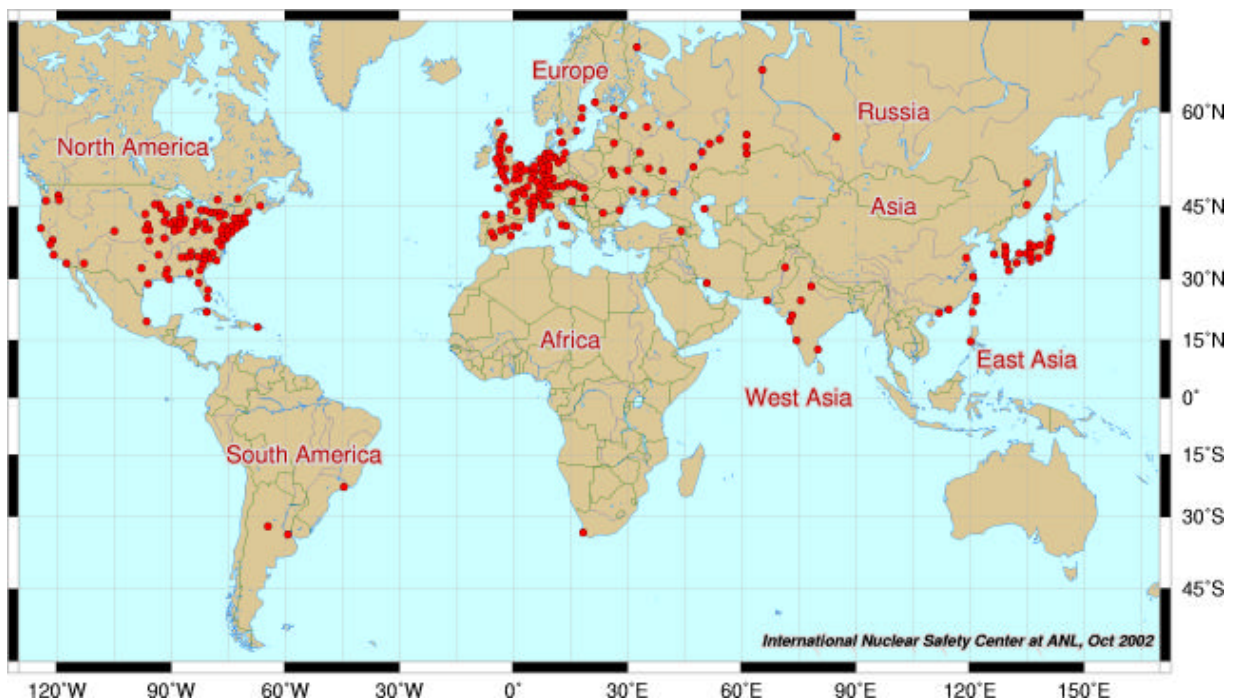 Europe
60°N
Russia
North America
45°N
Asia
30°N
Africa
15°N
East Asia
West Asia
0°
South America
15°S
30°S
45°S
International Nuclear Safety Center at ANL, Oct 2002
120°W 90°W 60°W 30°W 0° 30°E 60°E 90°E 120°E 150°E